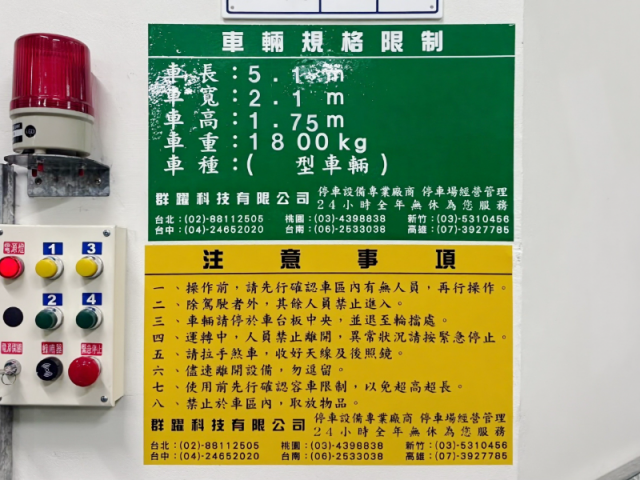 車輛規格限制
車長：5.1m
車寬：2.1m
車高：1.75m
車重：1800kg
車種：( 型車輛)
群躍科技有限公司 停車設備專業廠商 停車場經營管理
24小時全年無休為您服務
台北：(02)-88112505 桃園：(03)-4398838 新竹：(03)-5310456
台中：(04)-24652020 台南：(06)-2533038 高雄：(07)-3927785
注意事項
一、操作前，請先行確認車區內有無人員，再行操作。
二、除駕駛者外，其餘人員禁止進入。
三、車輛請停於車台板中央，並退至輪擋處。
四、運轉中，人員禁止離開，異常狀況請按緊急停止。
五、請拉手煞車，收好天線及後照鏡。
六、儘速離開設備，勿逗留。
七、使用前先行確認容車限制，以免超高超長。
八、禁止於車區內，取放物品。
群躍科技有限公司 停車設備專業廠商 停車場經營管理
24小時全年無休為您服務
台北：(02)-88112505 桃園：(03)-4398838 新竹：(03)-5310456
台中：(04)-24652020 台南：(06)-2533038 高雄：(07)-3927785
電源燈 1 3
2 4
蜂鳴器 緊急停止